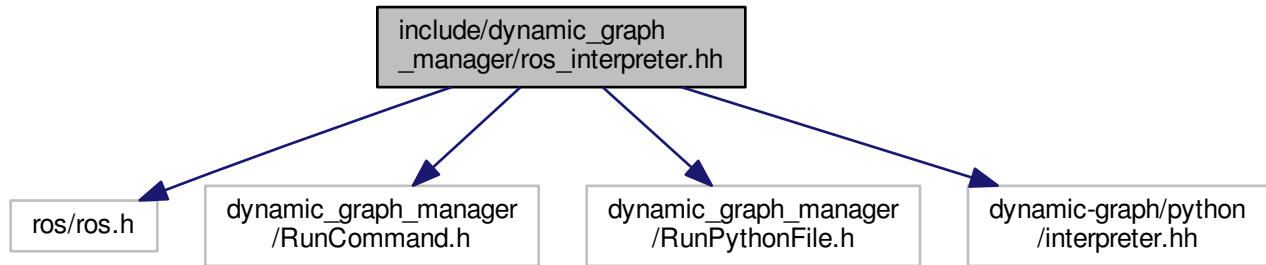 include/dynamic_graph
_manager/ros_interpreter.hh
ros/ros.h
dynamic_graph_manager
/RunCommand.h
dynamic_graph_manager
/RunPythonFile.h
dynamic-graph/python
/interpreter.hh